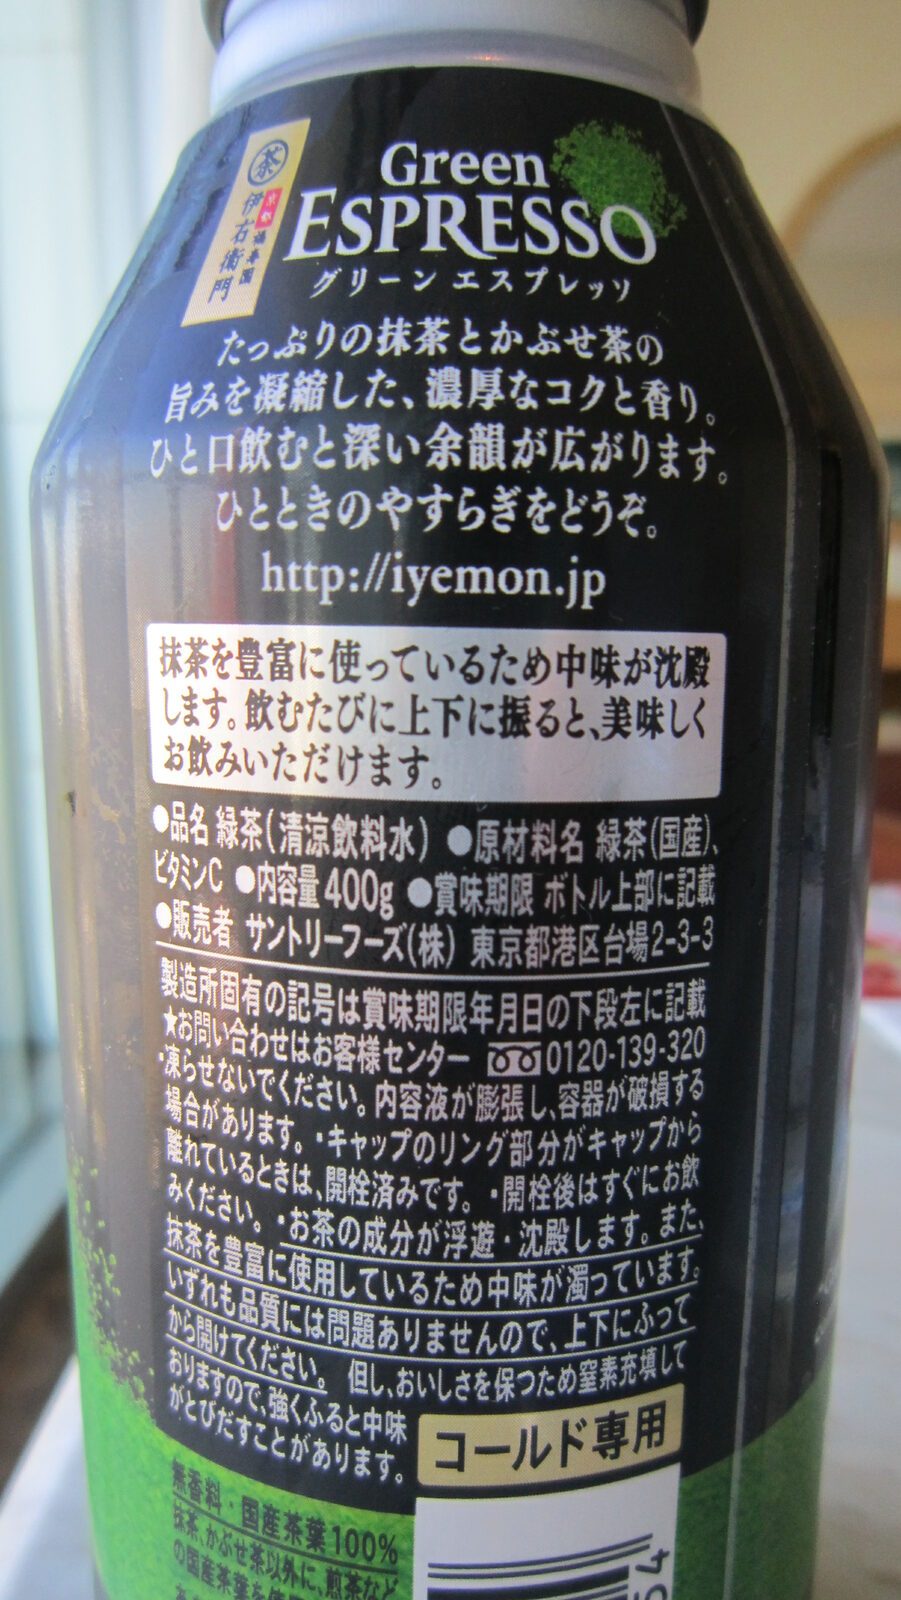 茶
京都
福寿園
伊右衛門
Green
ESPRESSO
グリーン エスプレッソ
たっぷりの抹茶とかぶせ茶の
旨みを凝縮した、濃厚なコクと香り。
ひと口飲むと深い余韻が広がります。
ひとときのやすらぎをどうぞ。
http://iyemon.jp
抹茶を豊富に使っているため中味が沈殿
します。飲むたびに上下に振ると、美味しく
お飲みいただけます。
●品名 緑茶(清涼飲料水) ●原材料名 緑茶(国産)、
ビタミンC ●内容量 400g ●賞味期限 ボトル上部に記載
●販売者 サントリーフーズ(株) 東京都港区台場2-3-3
製造所固有の記号は賞味期限年月日の下段左に記載
★お問い合わせはお客様センター 0120-139-320
・凍らせないでください。内容液が膨張し、容器が破損する
場合があります。・キャップのリング部分がキャップから
離れているときは、開栓済みです。・開栓後はすぐにお飲
みください。・お茶の成分が浮遊・沈殿します。また、
抹茶を豊富に使用しているため中味が濁っています。
いずれも品質には問題ありませんので、上下にふって
から開けてください。 但し、おいしさを保つため窒素充填して
おりますので、強くふると中味
がとびだすことがあります。
コールド専用
無香料・国産茶葉100%
抹茶、かぶせ茶以外に、煎茶など
の国産茶葉を使